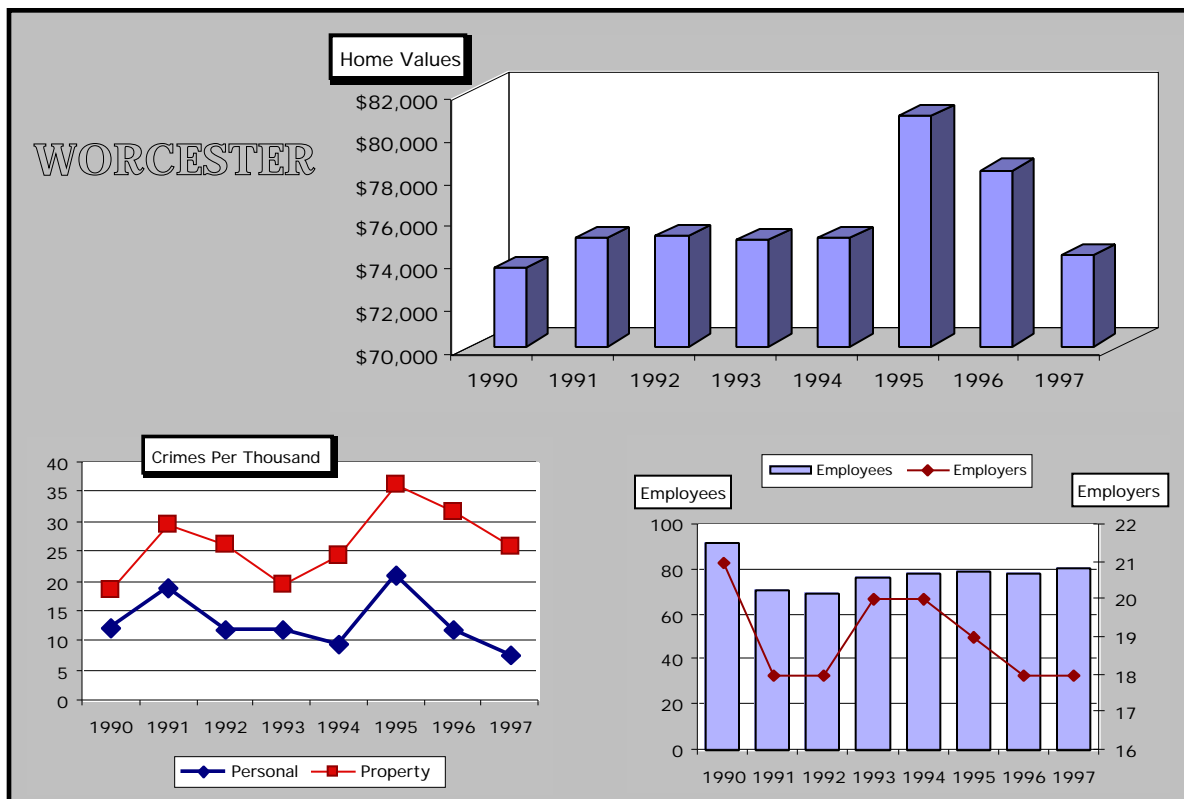 Home Values
WORCESTER
$82,000
$80,000
$78,000
$76,000
$74,000
$72,000
$70,000
1990 1991 1992 1993 1994 1995 1996 1997
Crimes Per Thousand
40
35
30
25
20
15
10
5
0
1990 1991 1992 1993 1994 1995 1996 1997
Personal Property
Employees Employers
Employees
Employers
100
80
60
40
20
0
22
21
20
19
18
17
16
1990 1991 1992 1993 1994 1995 1996 1997